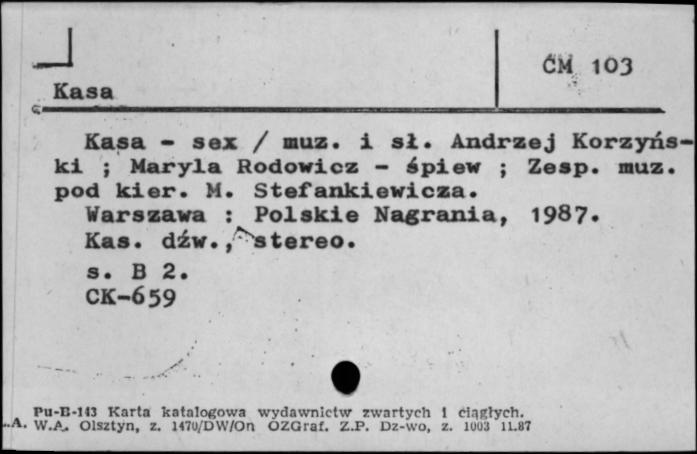 CM 103
Kasa
Kasa - sex / muz. i sł. Andrzej Korzyńs-
ki ; Maryla Rodowicz - śpiew ; Zesp. muz.
pod kier. M. Stefankiewicza.
Warszawa : Polskie Nagrania, 1987.
Kas. dźw., stereo.
s. B 2.
CK-659
Pu-B-143 Karta katalogowa wydawnictw zwartych i ciągłych.
W.A. Olsztyn, z. 1470/DW/On OZGraf. Z.P. Dz-wo, z. 1003 11.87